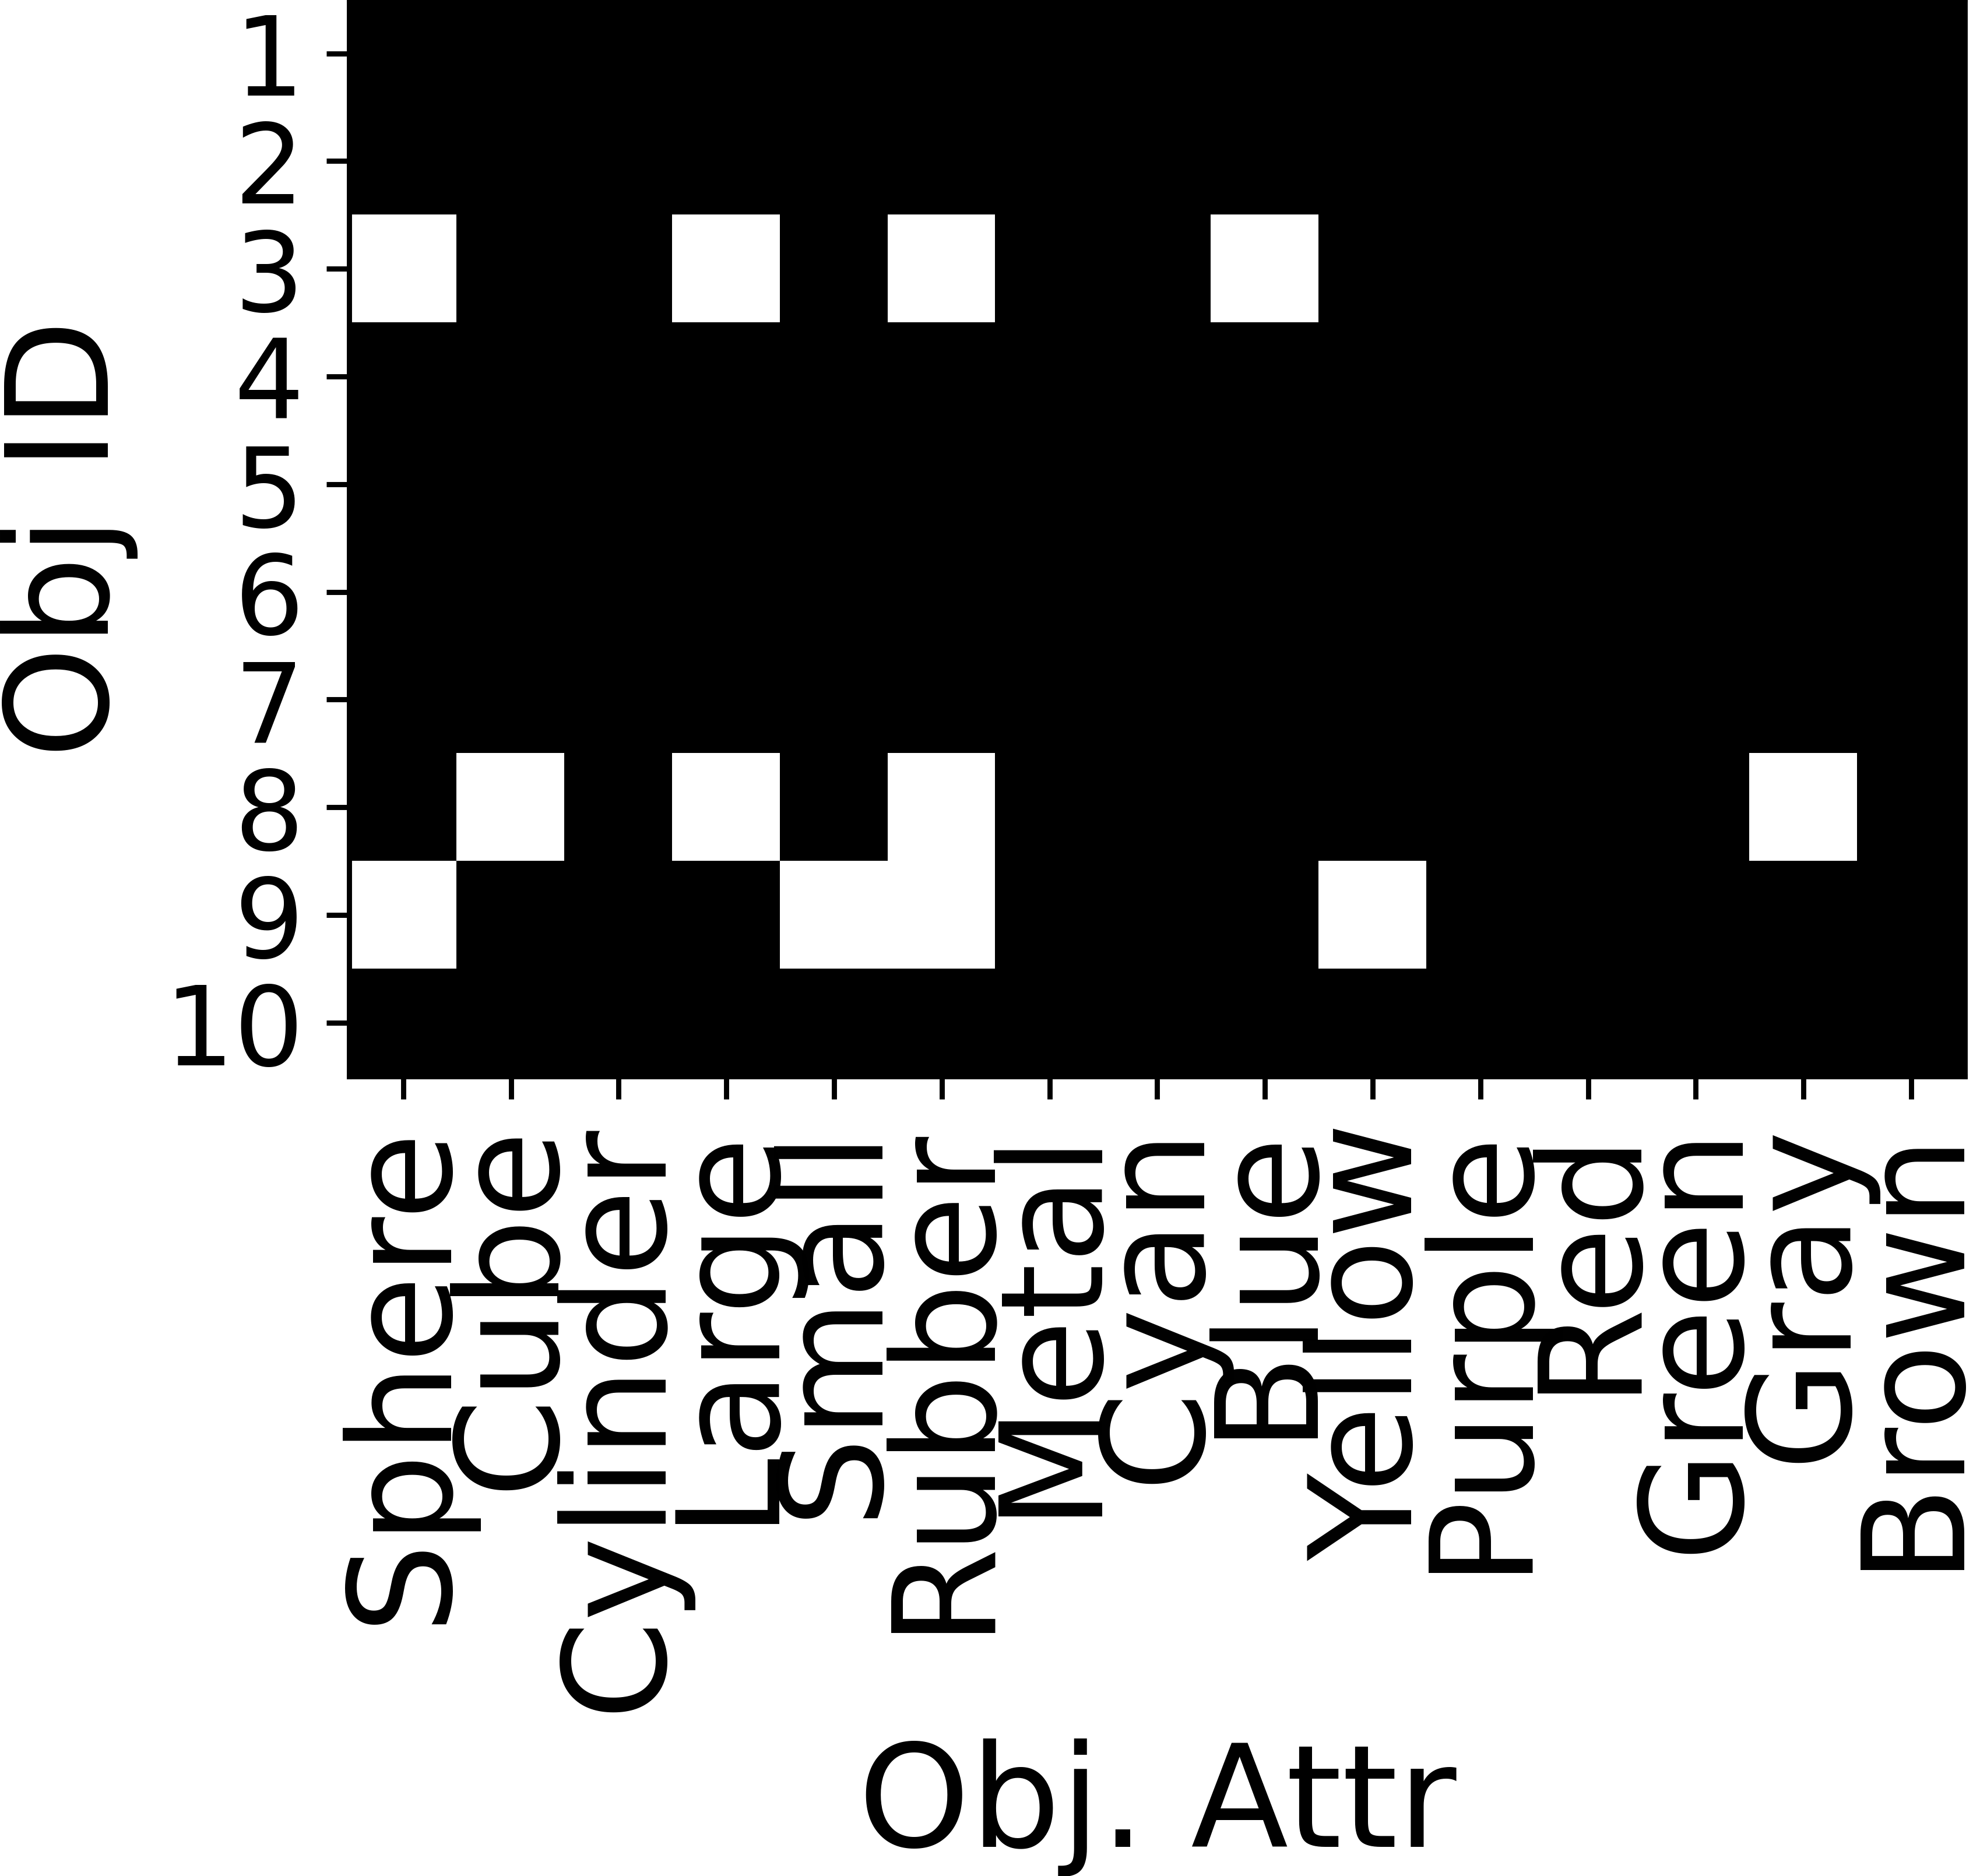 Obj ID
1
2
3
4
5
6
7
8
9
10
Sphere
Cube
Cylinder
Large
Small
Rubber
Metal
Cyan
Blue
Yellow
Purple
Red
Green
Gray
Brown
Obj. Attr